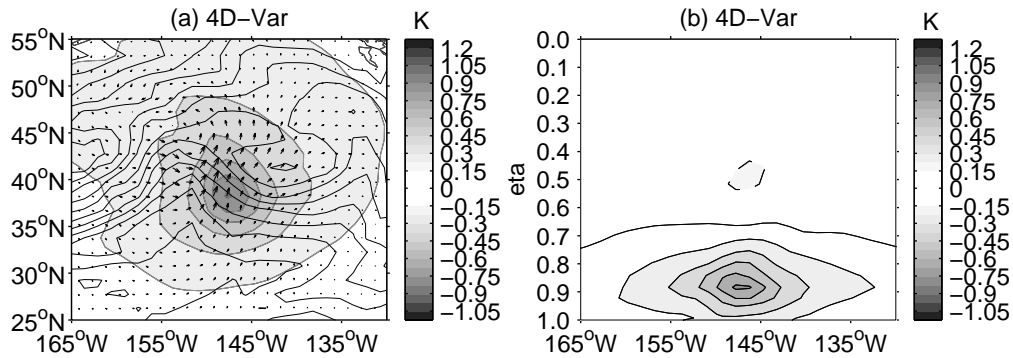 (a) 4D−Var
K
55°N
50°N
45°N
40°N
35°N
30°N
25°N
165°W
155°W
145°W
135°W
1.2
1.05
0.9
0.75
0.6
0.45
0.3
0.15
0
−0.15
−0.3
−0.45
−0.6
−0.75
−0.9
−1.05
(b) 4D−Var
K
eta
0.0
0.1
0.2
0.3
0.4
0.5
0.6
0.7
0.8
0.9
1.0
165°W
155°W
145°W
135°W
1.2
1.05
0.9
0.75
0.6
0.45
0.3
0.15
0
−0.15
−0.3
−0.45
−0.6
−0.75
−0.9
−1.05